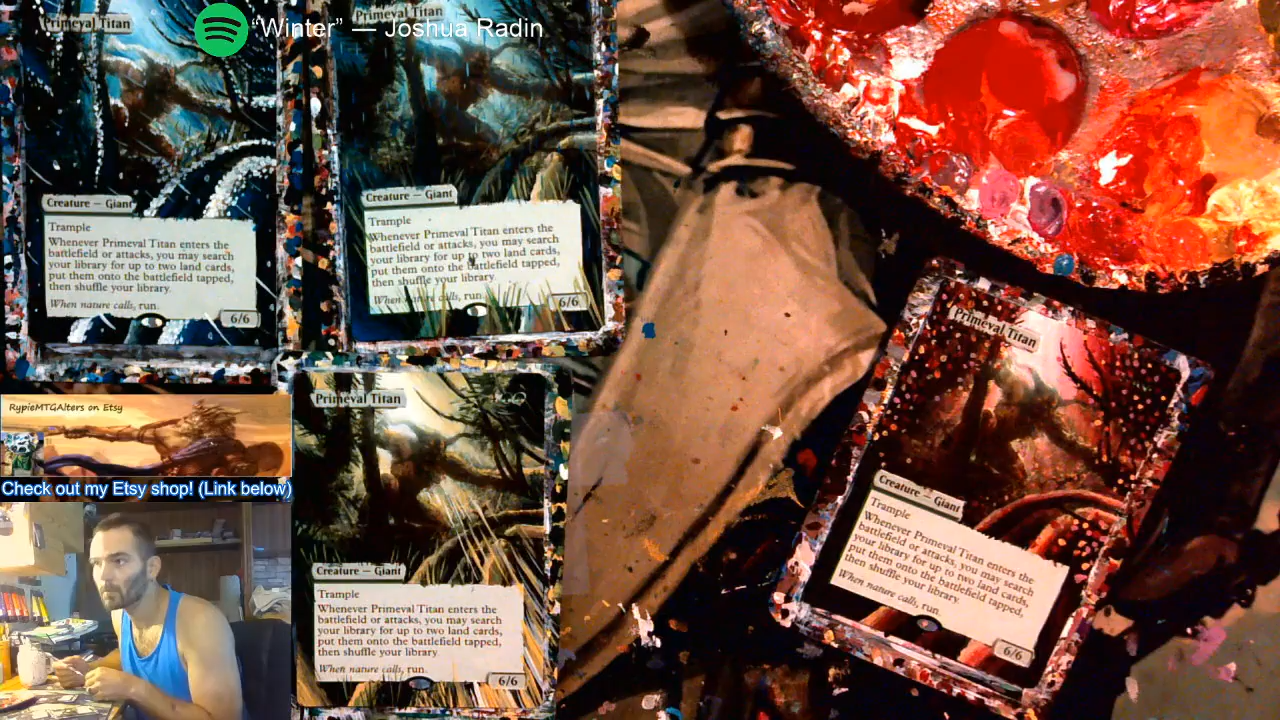 "Winter" — Joshua Radin
Primeval Titan
Creature — Giant
Trample
Whenever Primeval Titan enters the
battlefield or attacks, you may search
your library for up to two land cards,
put them onto the battlefield tapped,
then shuffle your library.
When nature calls, run.
6/6
Primeval Titan
Creature — Giant
Trample
Whenever Primeval Titan enters the
battlefield or attacks, you may search
your library for up to two land cards,
put them onto the battlefield tapped,
then shuffle your library.
When nature calls, run.
6/6
RypieMTGAlters on Etsy
Check out my Etsy shop! (Link below)
Primeval Titan
Creature — Giant
Trample
Whenever Primeval Titan enters the
battlefield or attacks, you may search
your library for up to two land cards,
put them onto the battlefield tapped,
then shuffle your library.
When nature calls, run.
6/6
Primeval Titan
Creature — Giant
Trample
Whenever Primeval Titan enters the
battlefield or attacks, you may search
your library for up to two land cards,
put them onto the battlefield tapped,
then shuffle your library.
When nature calls, run.
6/6